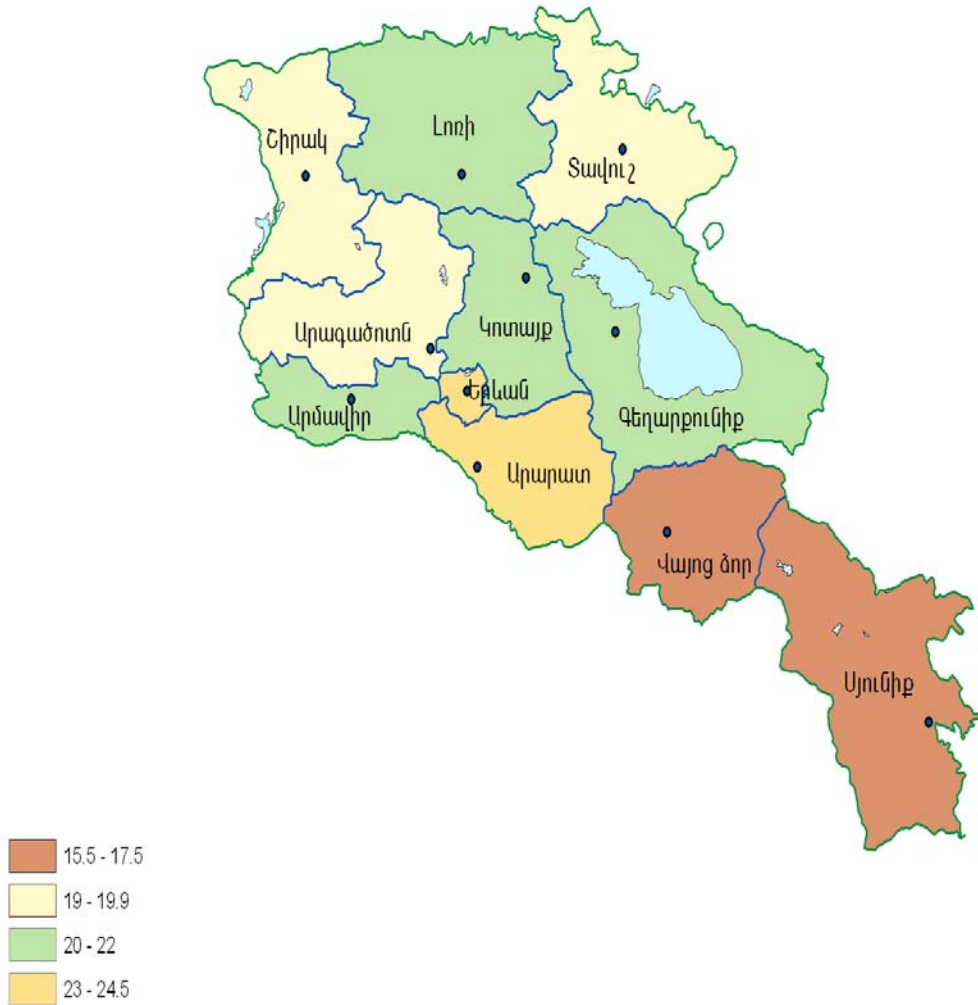 Լոռի
Շիրակ
Տավուշ
Արագածոտն
Կոտայք
Երևան
Արմավիր
Գեղարքունիք
Արարատ
Վայոց ձոր
Սյունիք
15.5 - 17.5
19 - 19.9
20 - 22
23 - 24.5